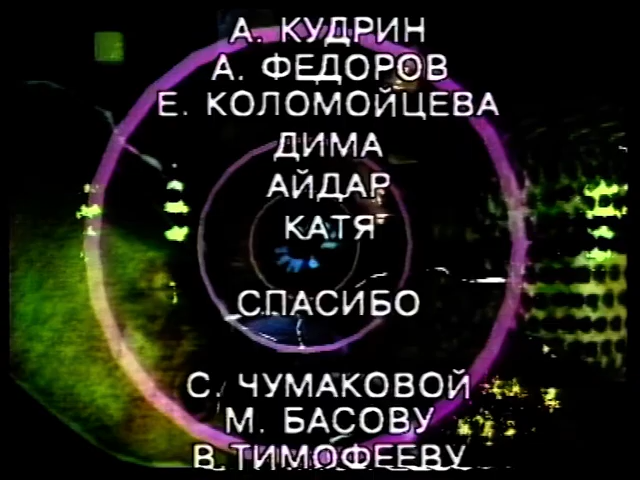 А. КУДРИН
А. ФЕДОРОВ
Е. КОЛОМОЙЦЕВА
ДИМА
АЙДАР
КАТЯ
СПАСИБО
С. ЧУМАКОВОЙ
М. БАСОВУ
В.ТИМОФЕЕВУ